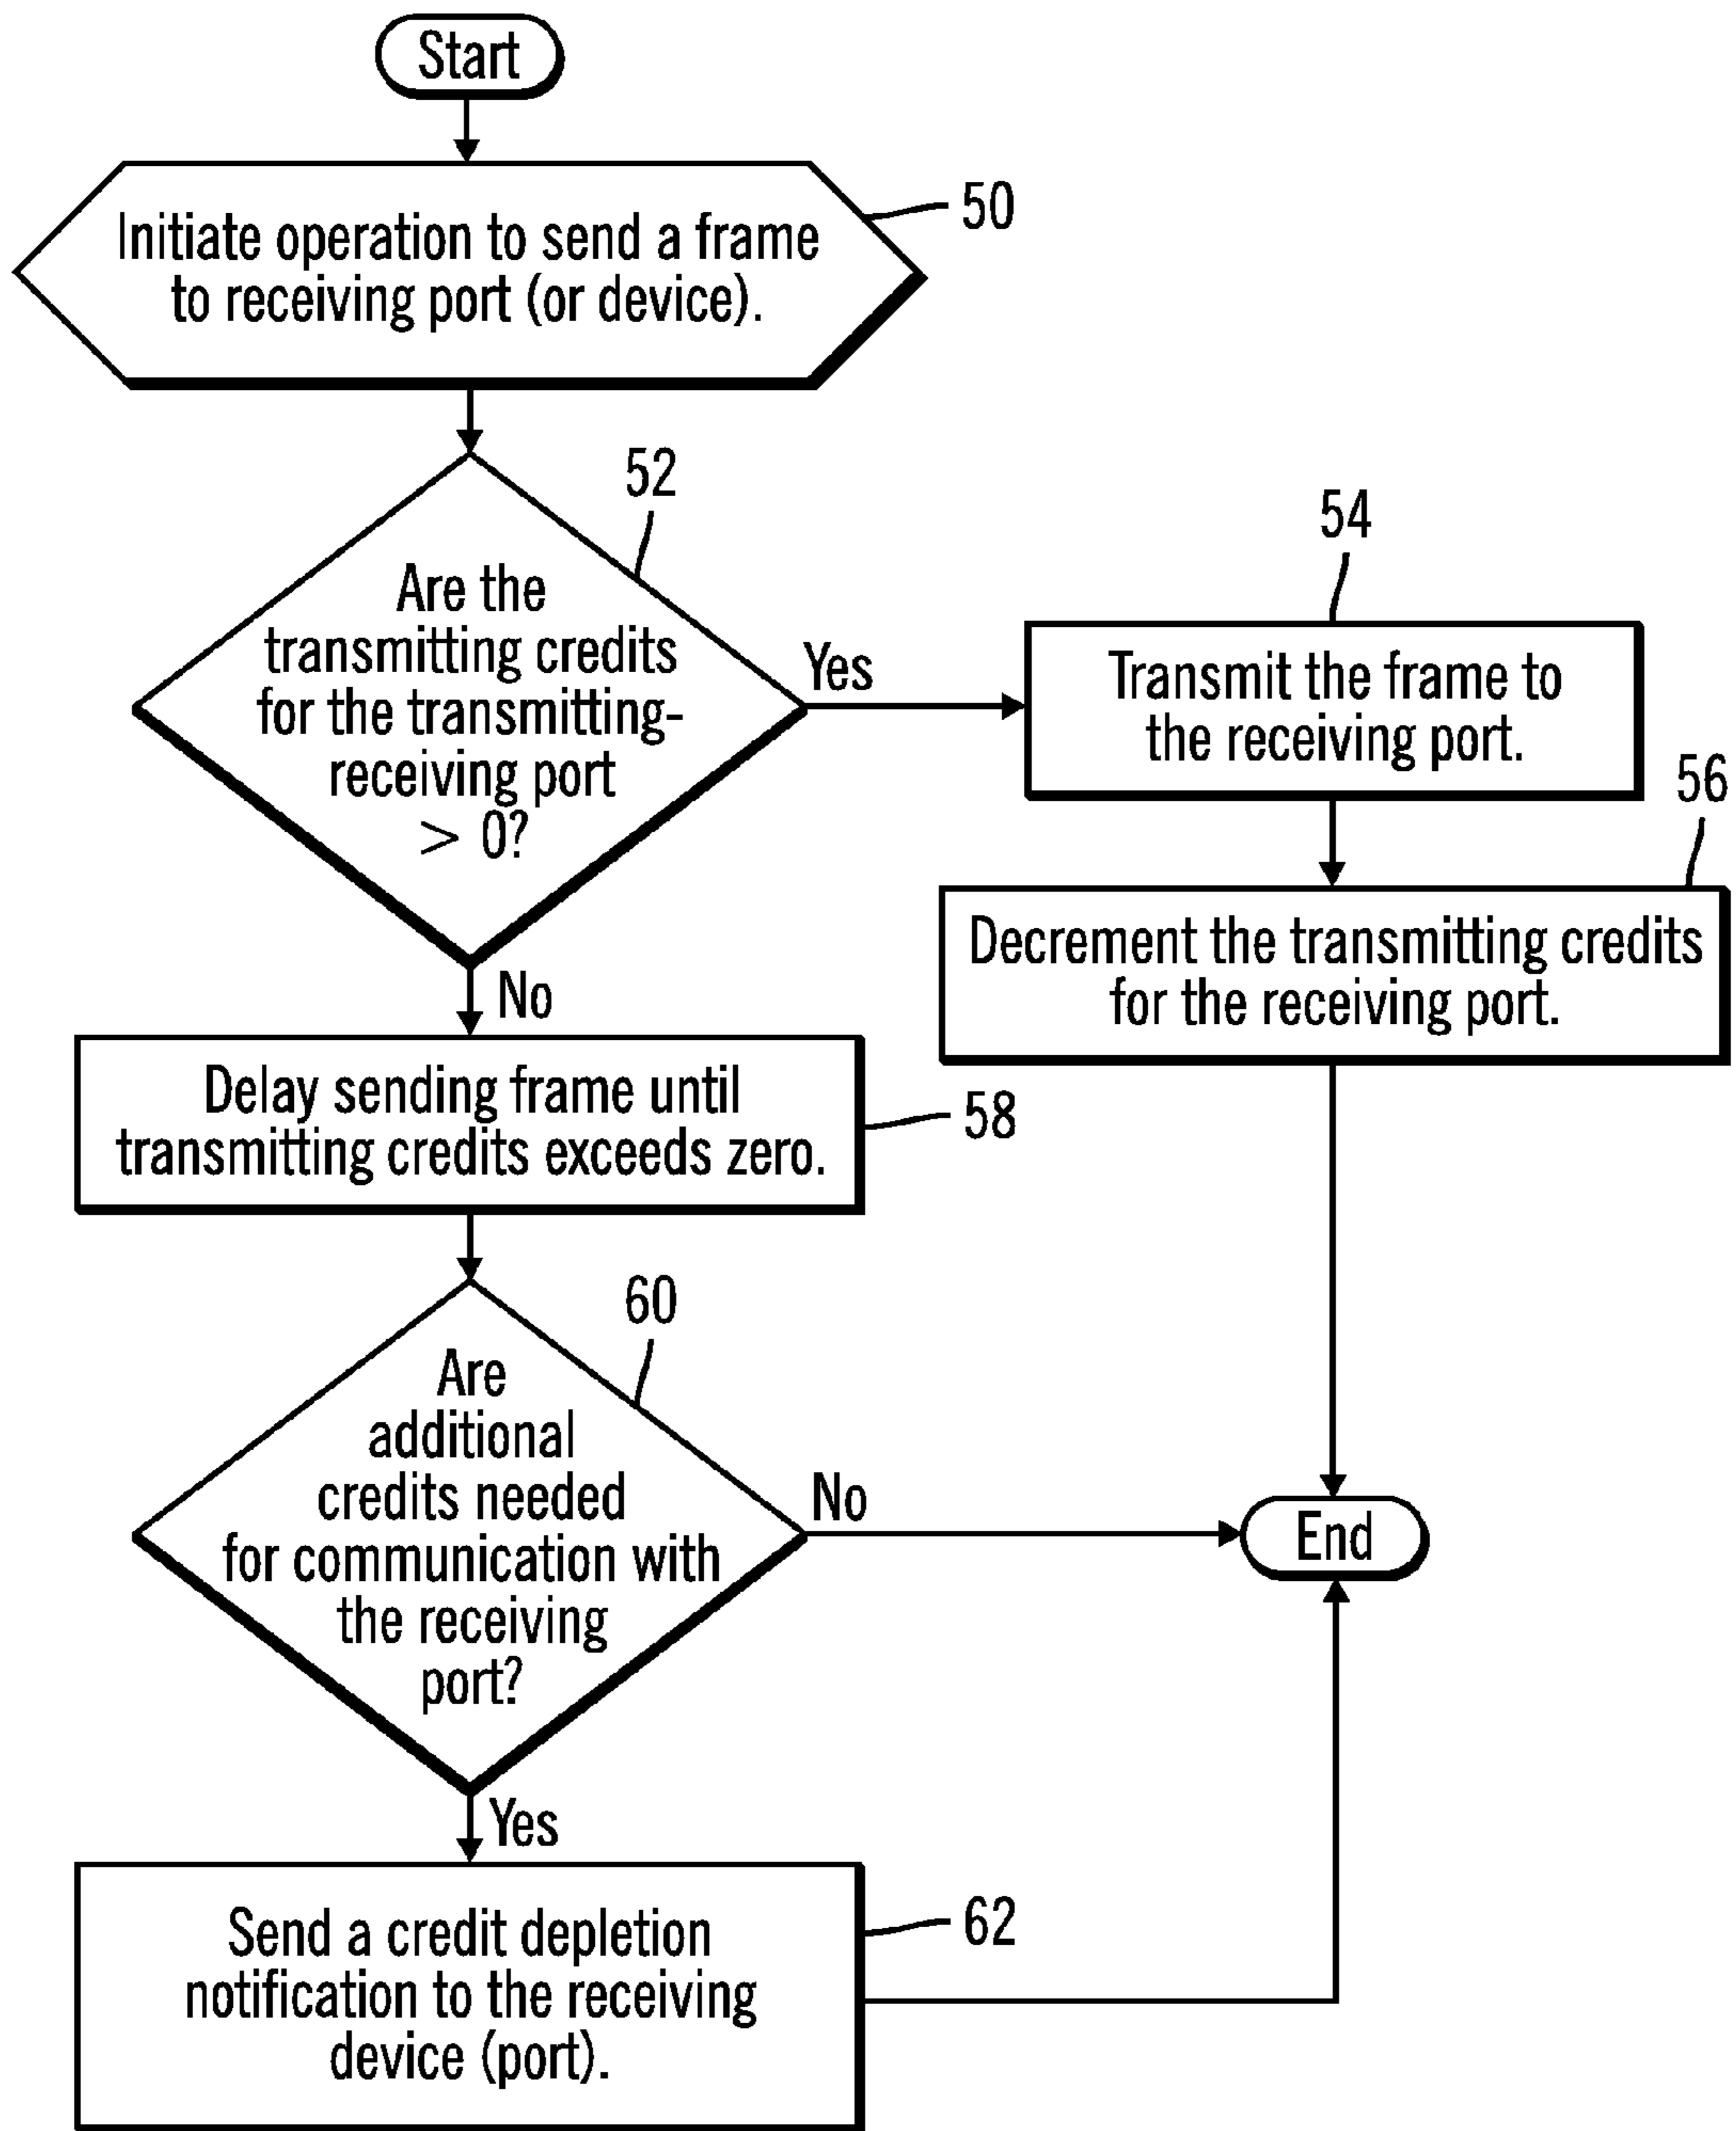 Start
Initiate operation to send a frame
to receiving port (or device).
50
52
Are the
transmitting credits
for the transmitting-
receiving port
> 0?
Yes
54
Transmit the frame to
the receiving port.
56
Decrement the transmitting credits
for the receiving port.
No
Delay sending frame until
transmitting credits exceeds zero.
58
60
Are
additional
credits needed
for communication with
the receiving
port?
No
End
Yes
Send a credit depletion
notification to the receiving
device (port).
62